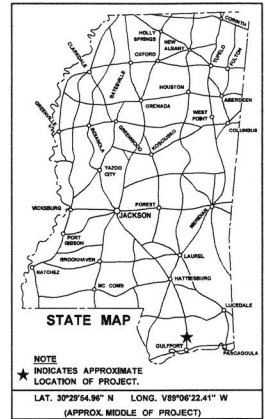 CORINTH
HOLLY
SPRINGS
NEW
ALBANY
CLARKSDALE
OXFORD
TUPELO
FULTON
BATESVILLE
HOUSTON
ABERDEEN
GRENADA
GREENVILLE
WEST
POINT
COLUMBUS
INDIANOLA
GREENWOOD
KOSCIUSKO
YAZOO
CITY
VICKSBURG
FOREST
JACKSON
MERIDIAN
PORT
GIBSON
BROOKHAVEN
LAUREL
NATCHEZ
HATTIESBURG
MC COMB
LUCEDALE
STATE MAP
GULFPORT
PASCAGOULA
NOTE
INDICATES APPROXIMATE
LOCATION OF PROJECT.
LAT. 30°29'54.96" N LONG. V89°06'22.41" W
(APPROX. MIDDLE OF PROJECT)